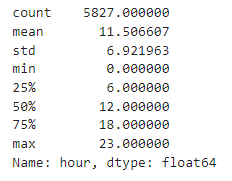 count 5827.000000
mean 11.506607
std 6.921963
min 0.000000
25% 6.000000
50% 12.000000
75% 18.000000
max 23.000000
Name: hour, dtype: float64